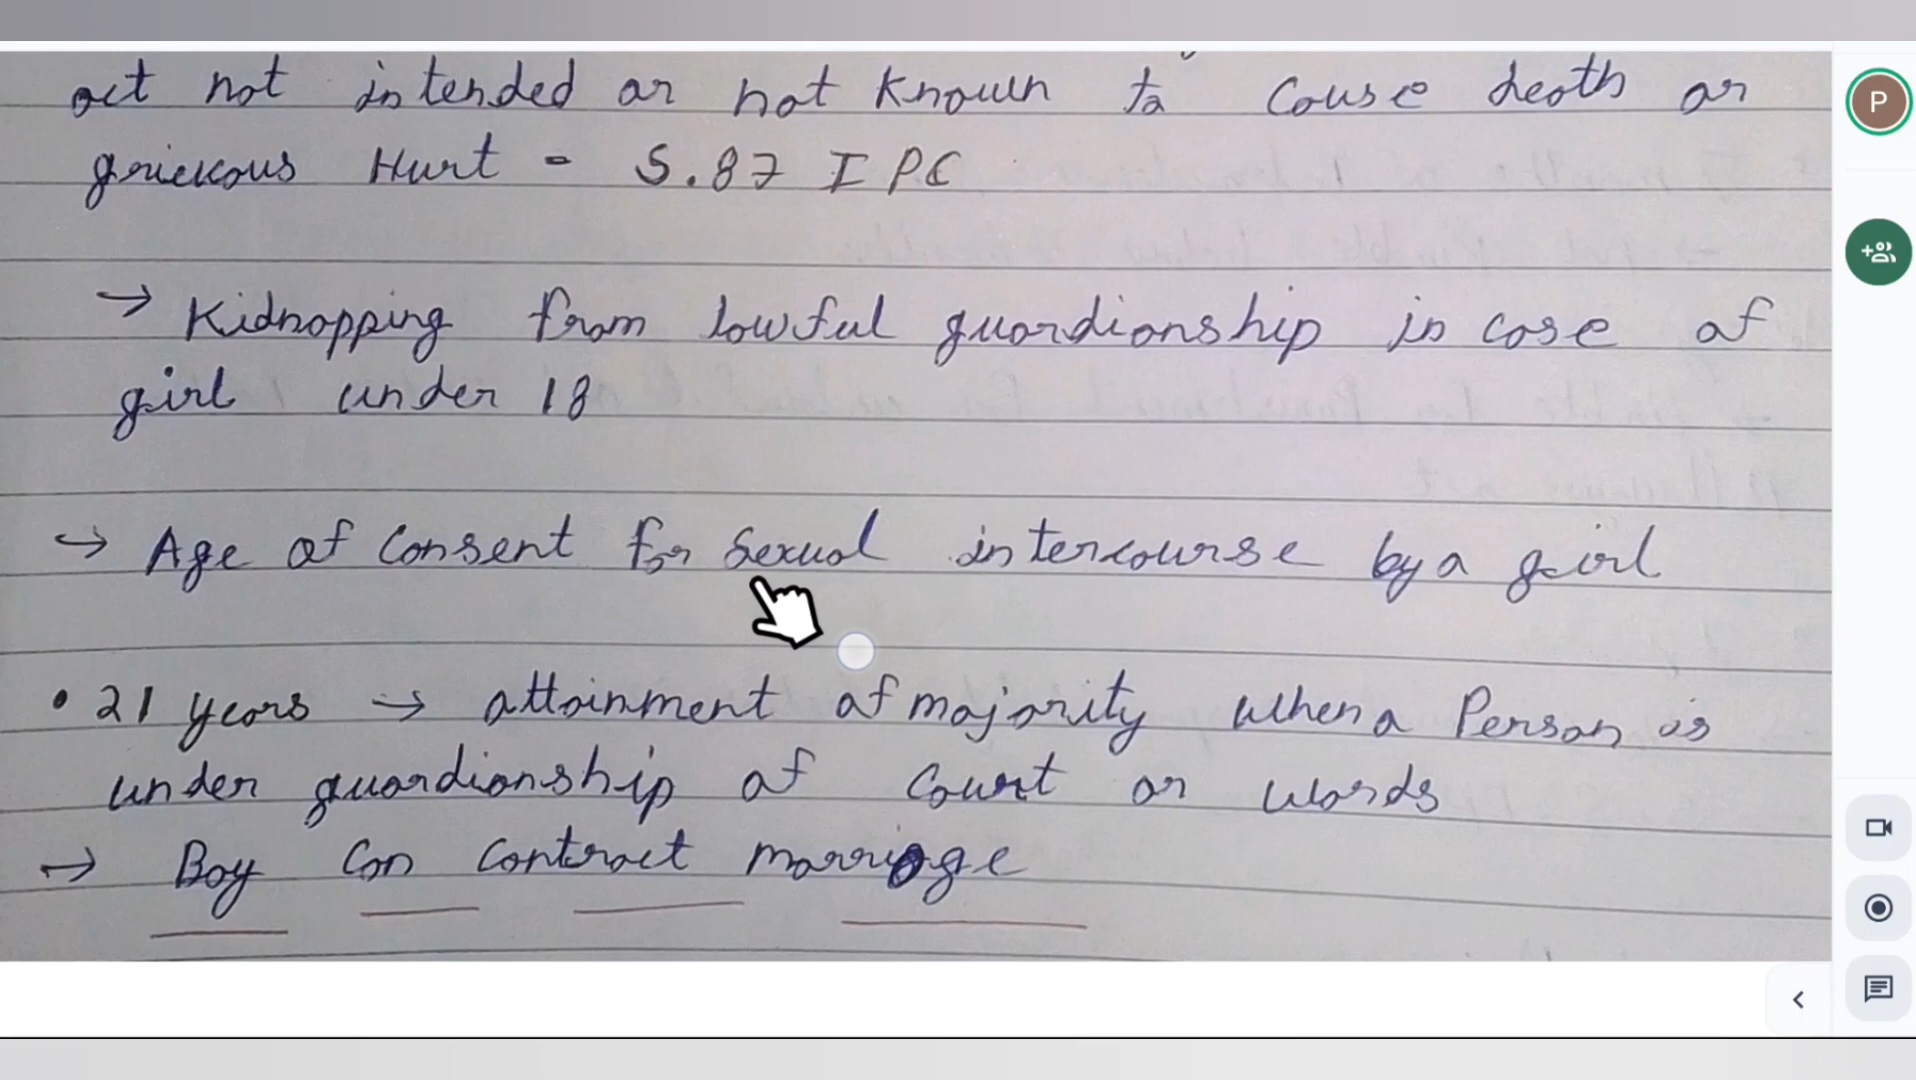 act not intended or not known to cause death or
grievous Hurt - S.87 IPC
→ Kidnapping from lawful guardianship in case of
girl under 18
→ Age of Consent for Sexual intercourse by a girl
• 21 years → attainment of majority when a Person is
under guardianship of Court or wards
→ Boy Can contract marriage
P